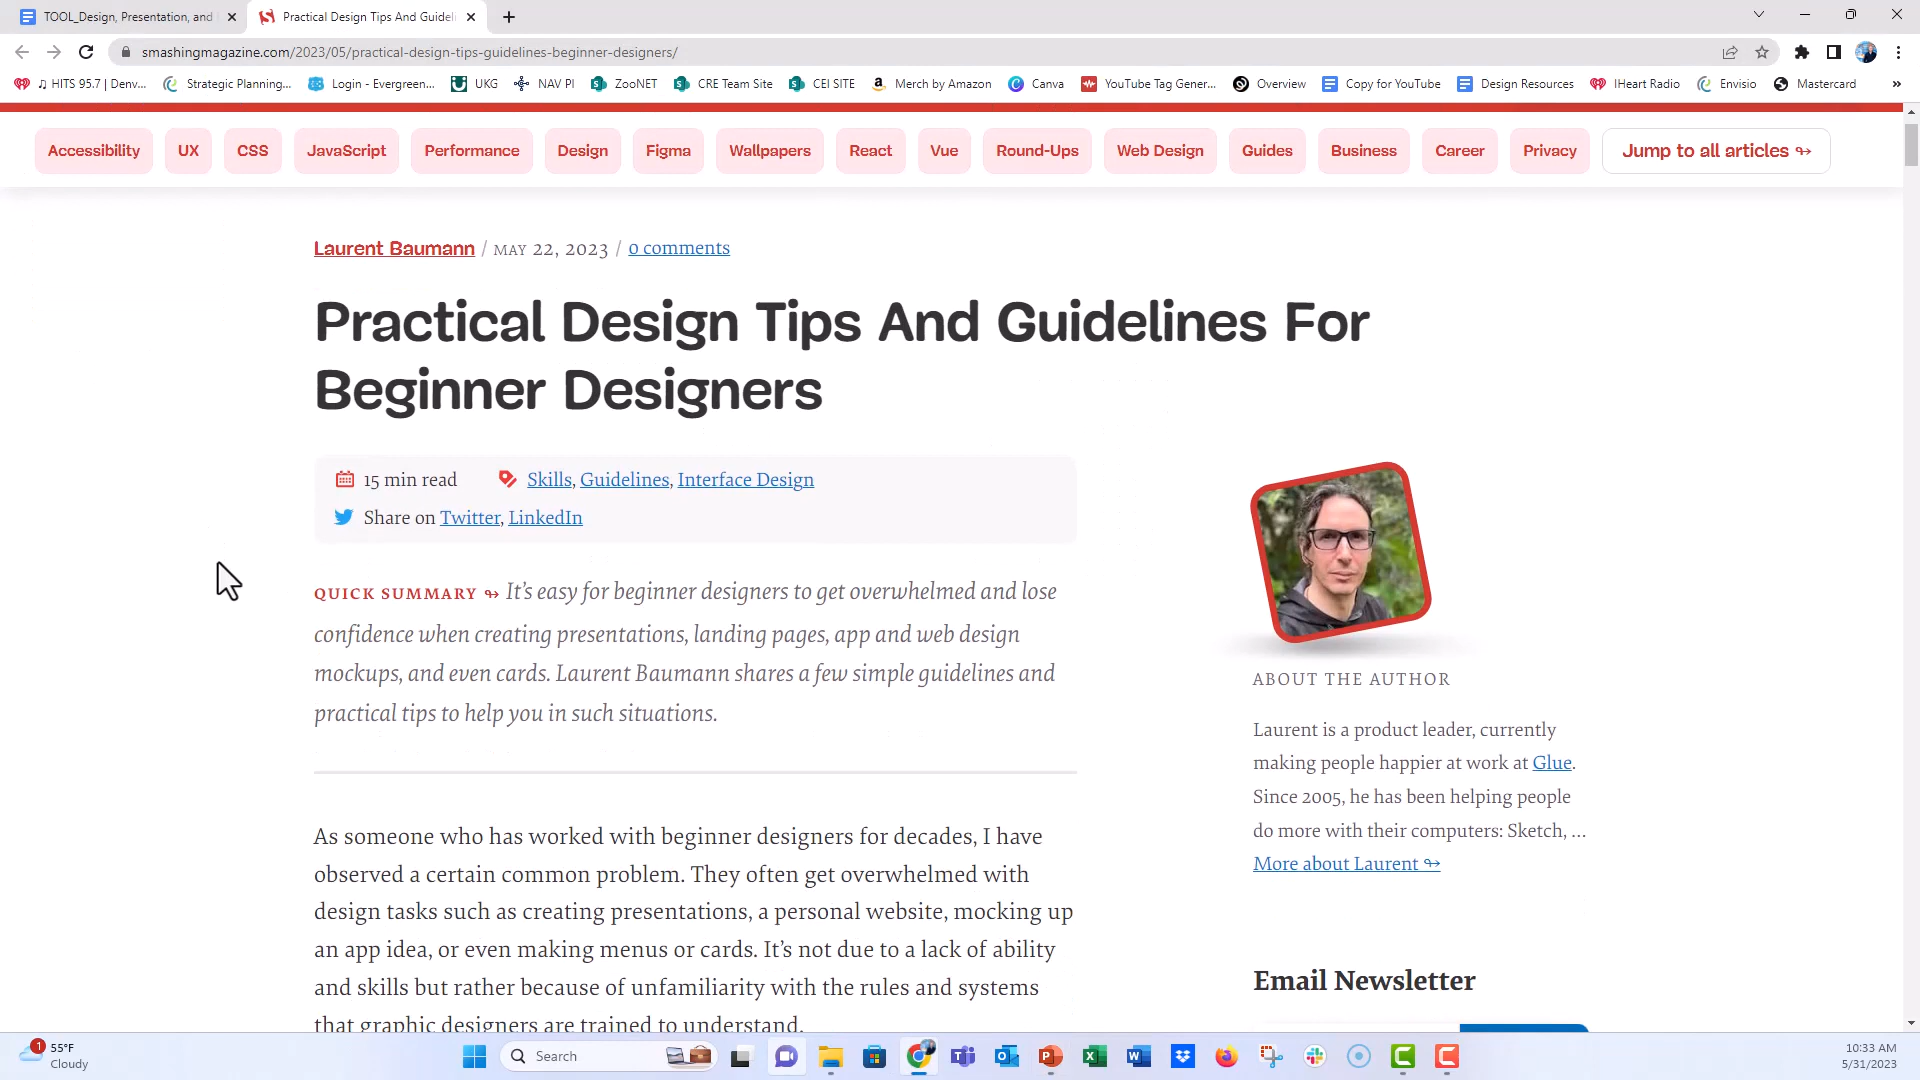 TOOL_Design, Presentation, and
Practical Design Tips And Guideli
smashingmagazine.com/2023/05/practical-design-tips-guidelines-beginner-designers/
♫ HITS 95.7 | Denv...
Strategic Planning...
Login - Evergreen...
UKG
NAV PI
ZooNET
CRE Team Site
CEI SITE
Merch by Amazon
Canva
YouTube Tag Gener...
Overview
Copy for YouTube
Design Resources
IHeart Radio
Envisio
Mastercard
»
Accessibility
UX
CSS
JavaScript
Performance
Design
Figma
Wallpapers
React
Vue
Round-Ups
Web Design
Guides
Business
Career
Privacy
Jump to all articles ↬
Laurent Baumann / MAY 22, 2023 / 0 comments
Practical Design Tips And Guidelines For
Beginner Designers
15 min read
Skills, Guidelines, Interface Design
Share on Twitter, LinkedIn
QUICK SUMMARY ↬ It’s easy for beginner designers to get overwhelmed and lose
confidence when creating presentations, landing pages, app and web design
mockups, and even cards. Laurent Baumann shares a few simple guidelines and
practical tips to help you in such situations.
As someone who has worked with beginner designers for decades, I have
observed a certain common problem. They often get overwhelmed with
design tasks such as creating presentations, a personal website, mocking up
an app idea, or even making menus or cards. It’s not due to a lack of ability
and skills but rather because of unfamiliarity with the rules and systems
that graphic designers are trained to understand.
ABOUT THE AUTHOR
Laurent is a product leader, currently
making people happier at work at Glue.
Since 2005, he has been helping people
do more with their computers: Sketch, …
More about Laurent ↬
Email Newsletter
1
55°F
Cloudy
Search
10:33 AM
5/31/2023